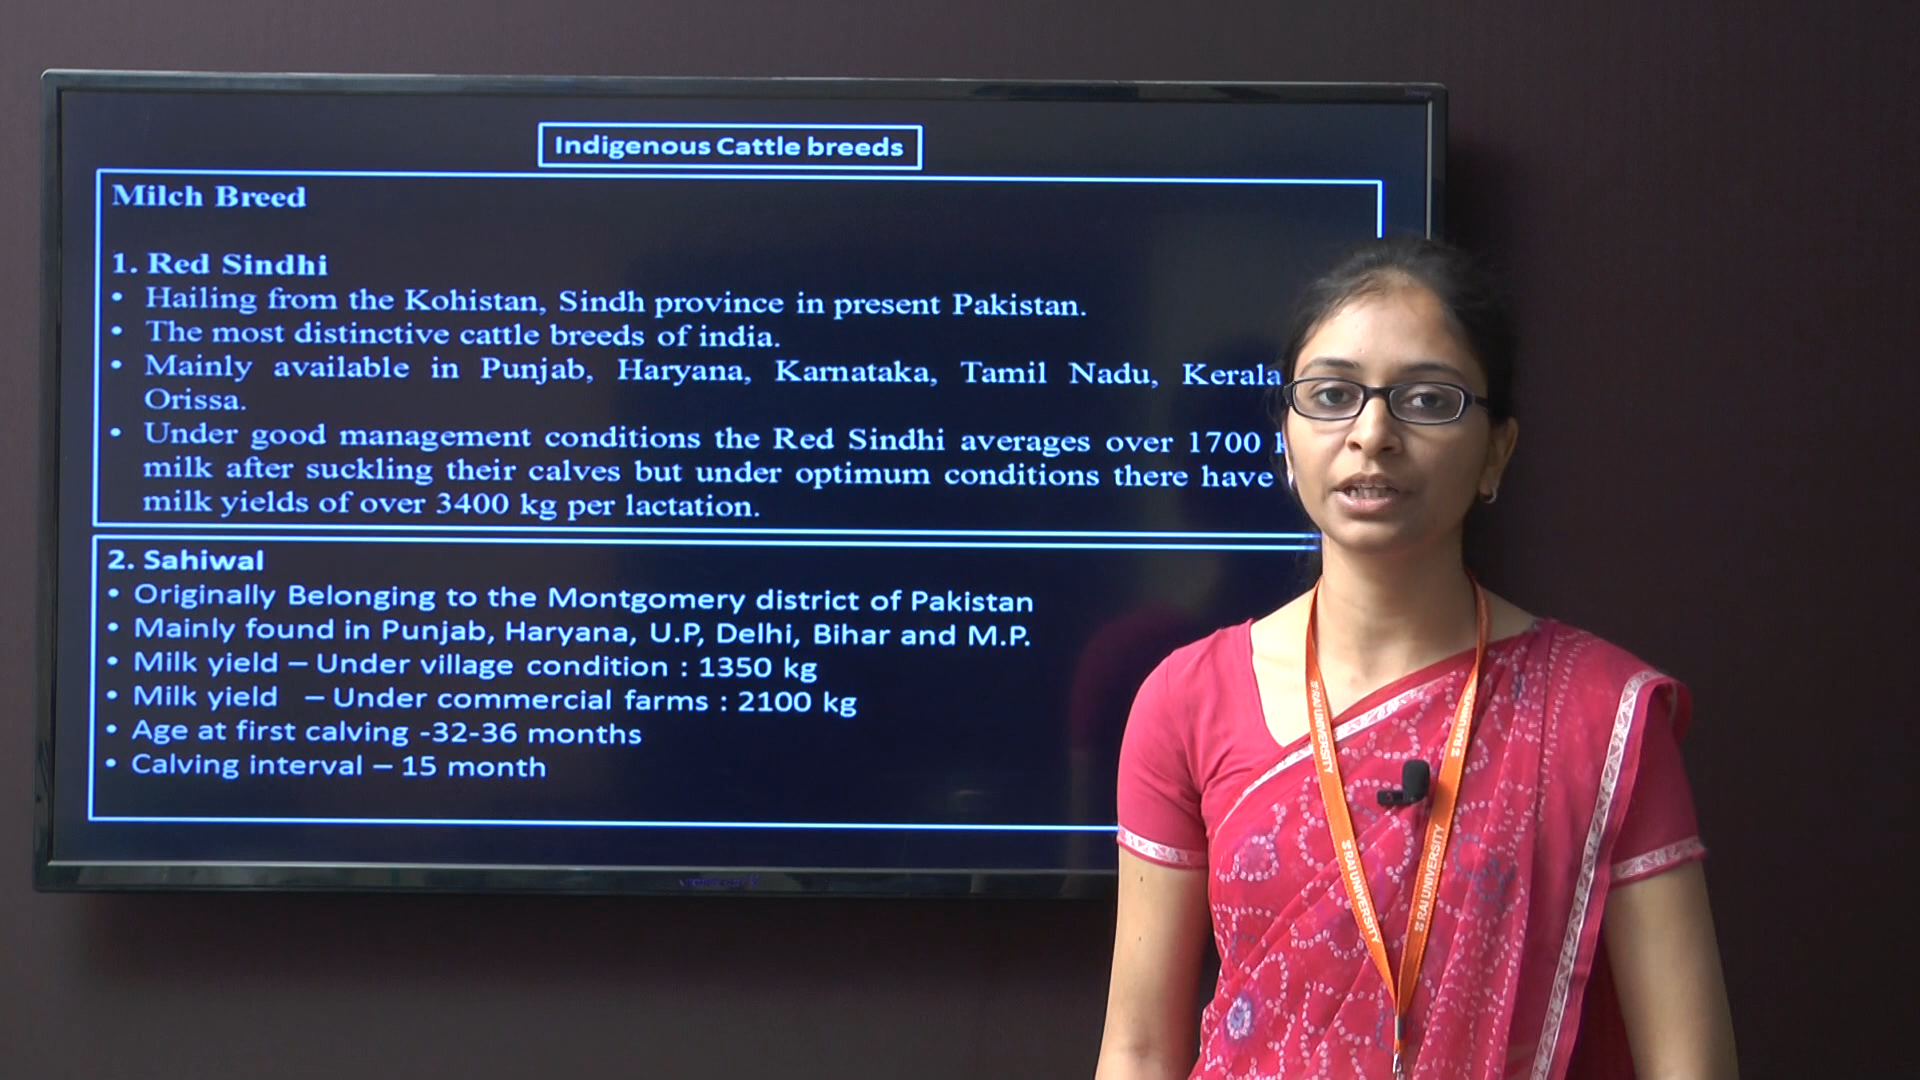 Indigenous Cattle breeds
Milch Breed
1. Red Sindhi
• Hailing from the Kohistan, Sindh province in present Pakistan.
• The most distinctive cattle breeds of india.
• Mainly available in Punjab, Haryana, Karnataka, Tamil Nadu, Kerala
Orissa.
• Under good management conditions the Red Sindhi averages over 1700
milk after suckling their calves but under optimum conditions there have
milk yields of over 3400 kg per lactation.
2. Sahiwal
• Originally Belonging to the Montgomery district of Pakistan
• Mainly found in Punjab, Haryana, U.P, Delhi, Bihar and M.P.
• Milk yield – Under village condition : 1350 kg
• Milk yield – Under commercial farms : 2100 kg
• Age at first calving -32-36 months
• Calving interval – 15 month
RAI UNIVERSITY
RAI UNIVERSITY
RAI UNIVERSITY
RAI UNIVERSITY